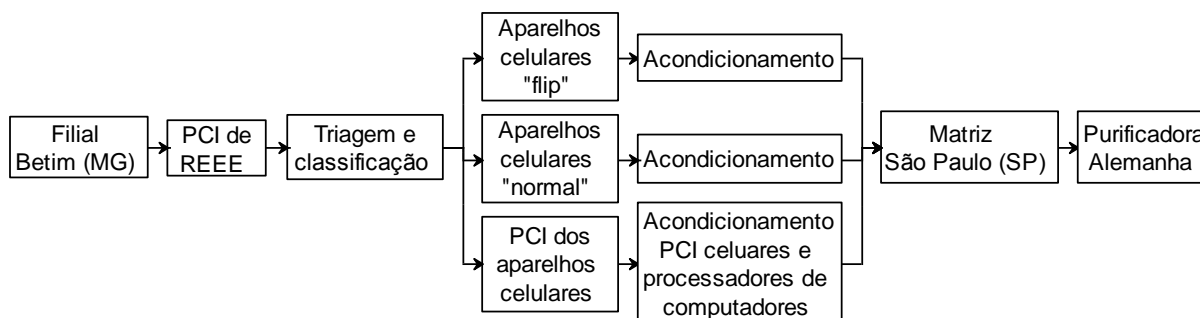 Filial
Betim (MG)
PCI de
REEE
Triagem e
classificação
Aparelhos
celulares
"flip"
Acondicionamento
Aparelhos
celulares
"normal"
Acondicionamento
PCI dos
aparelhos
celulares
Acondicionamento
PCI celuares e
processadores de
computadores
Matriz
São Paulo (SP)
Purificadora
Alemanha